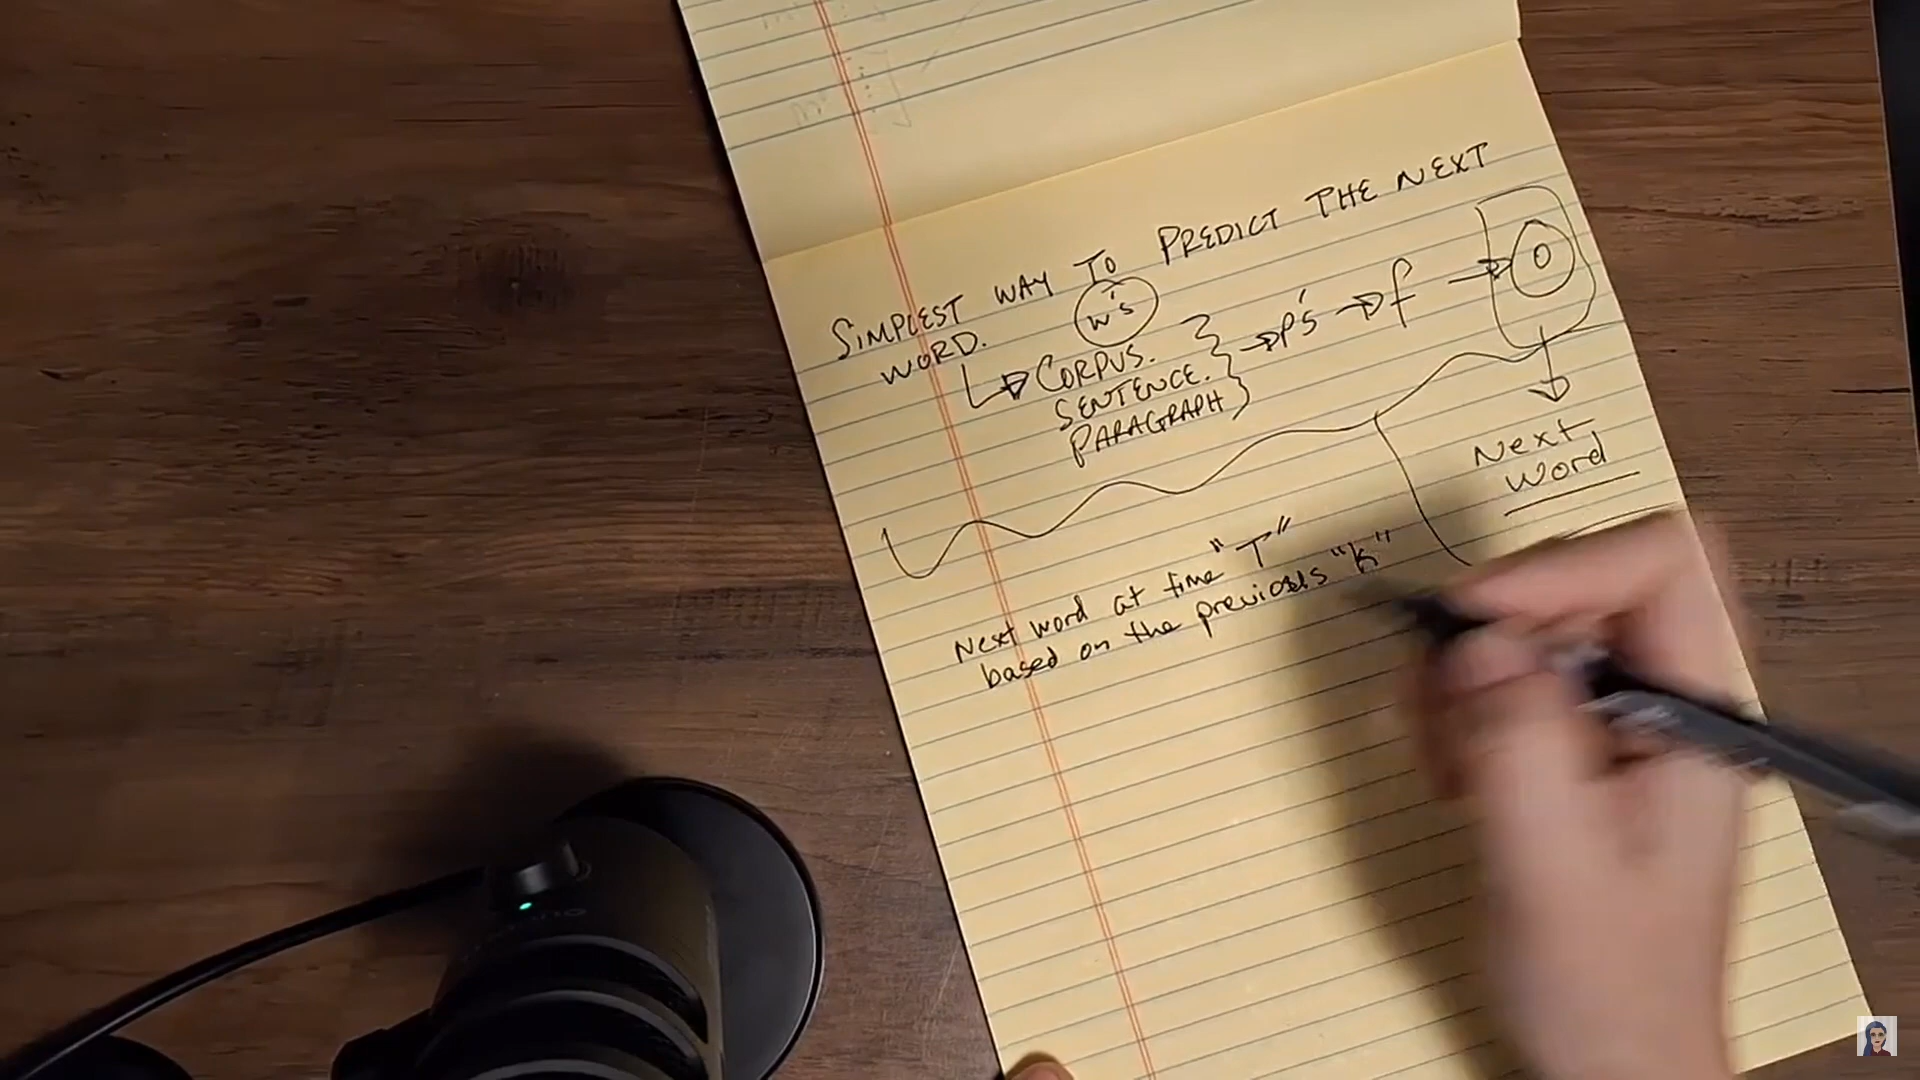 SIMPLEST WAY TO PREDICT THE NEXT
WORD.
w's
CORPUS.
SENTENCE.
PARAGRAPH
p's
f
O
Next
Word
Next word at time "T"
based on the previous "k"